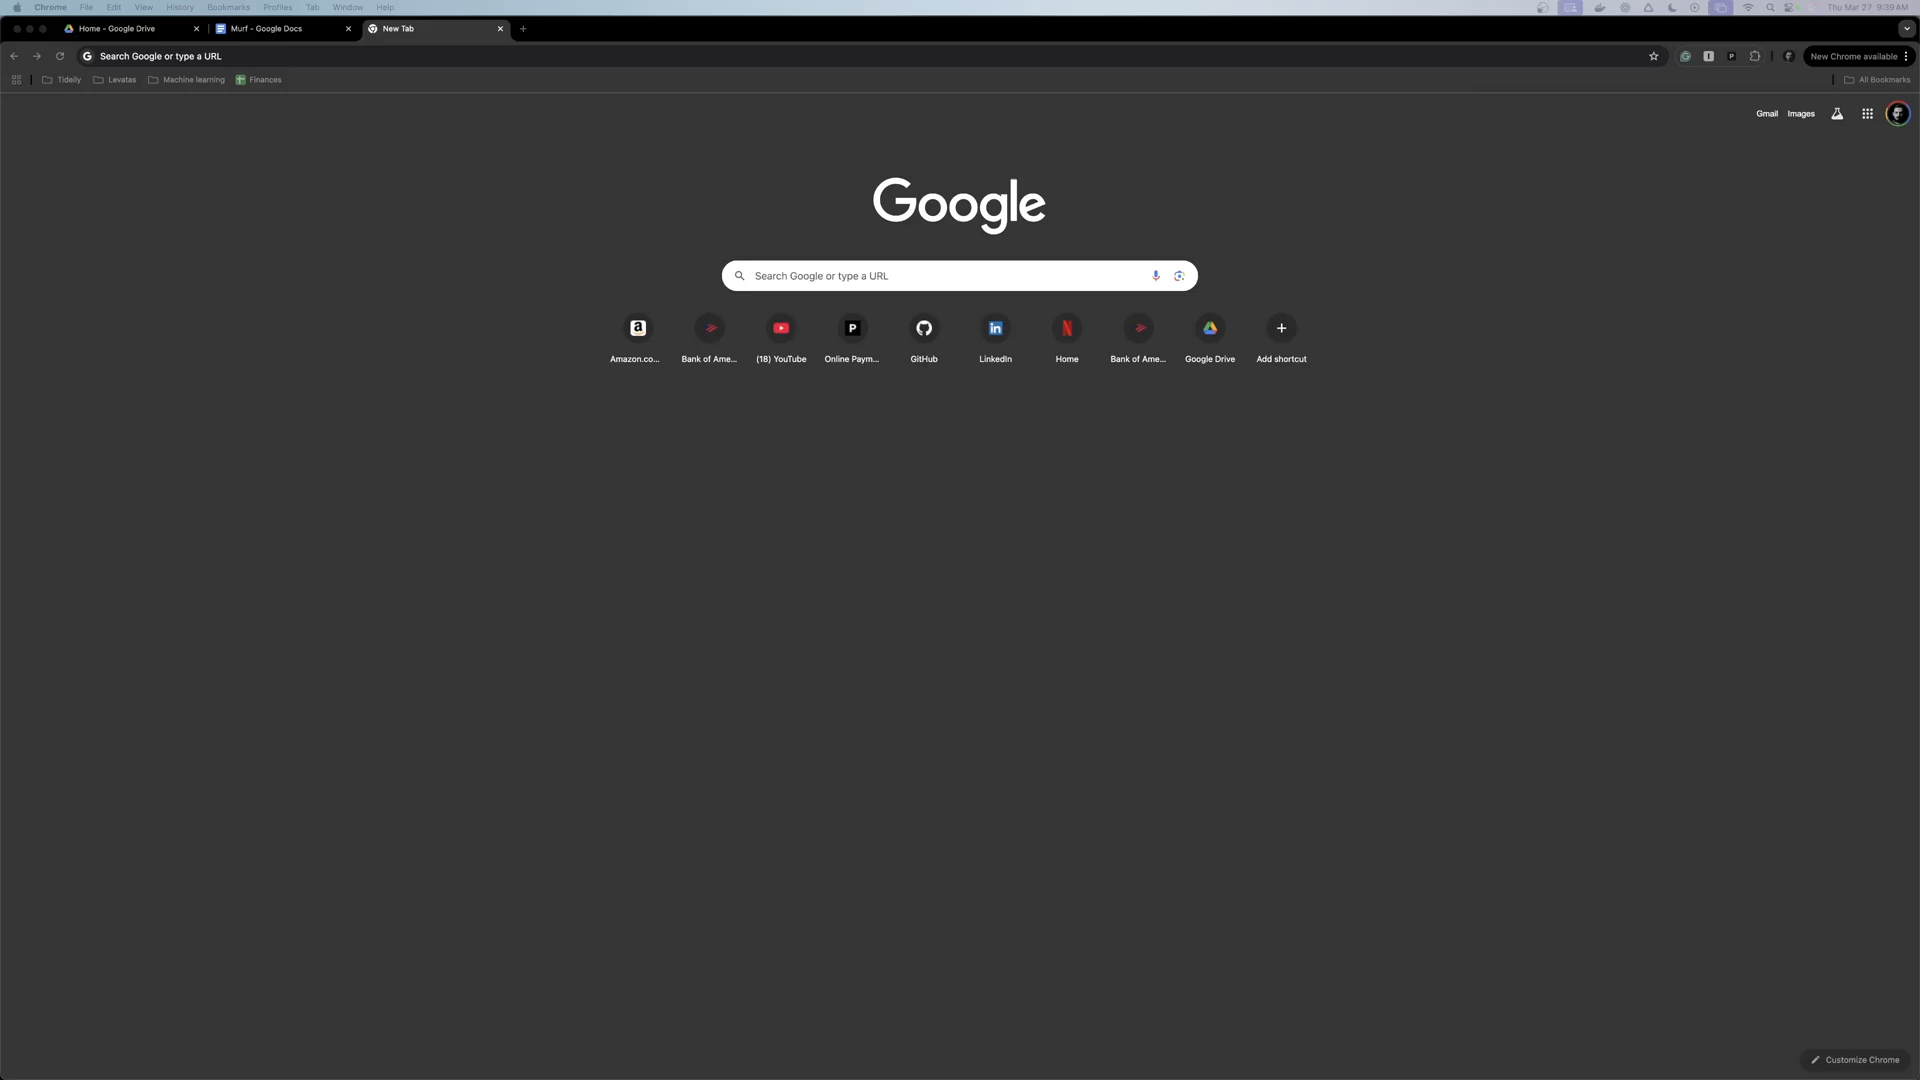 Chrome File Edit View History Bookmarks Profiles Tab Window Help Thu Mar 27 9:39 AM
Home - Google Drive Murf - Google Docs New Tab
Search Google or type a URL New Chrome available
Tideily Levatas Machine learning Finances All Bookmarks
Gmail Images
Google
Search Google or type a URL
Amazon.co... Bank of Ame... (18) YouTube Online Paym... GitHub LinkedIn Home Bank of Ame... Google Drive Add shortcut
Customize Chrome